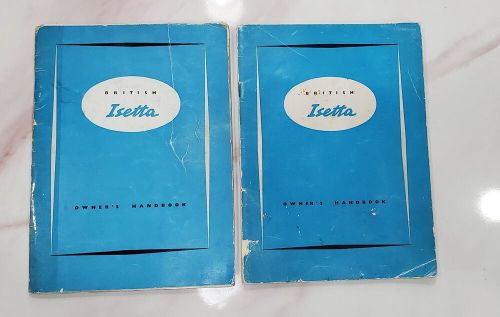 BRITISH
Isetta
OWNER'S HANDBOOK
BRITISH
Isetta
OWNER'S HANDBOOK